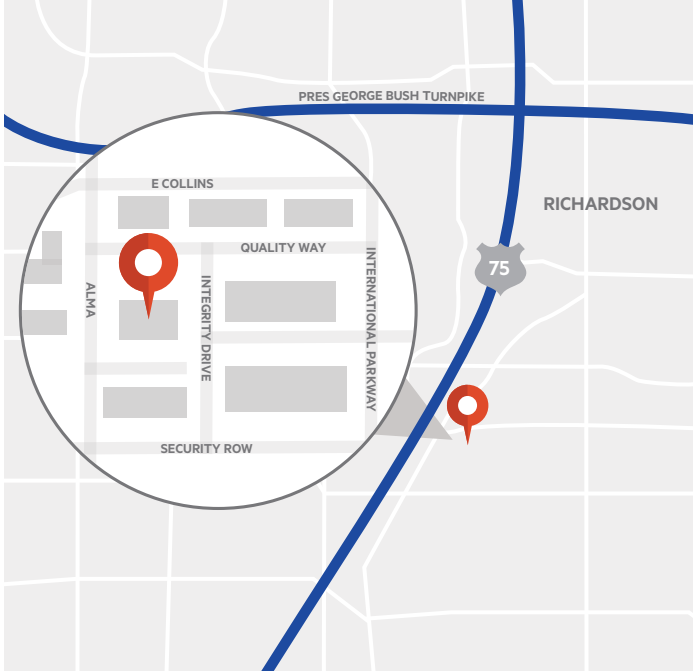 PRES GEORGE BUSH TURNPIKE
E COLLINS
RICHARDSON
QUALITY WAY
75
ALMA
INTEGRITY DRIVE
INTERNATIONAL PARKWAY
SECURITY ROW